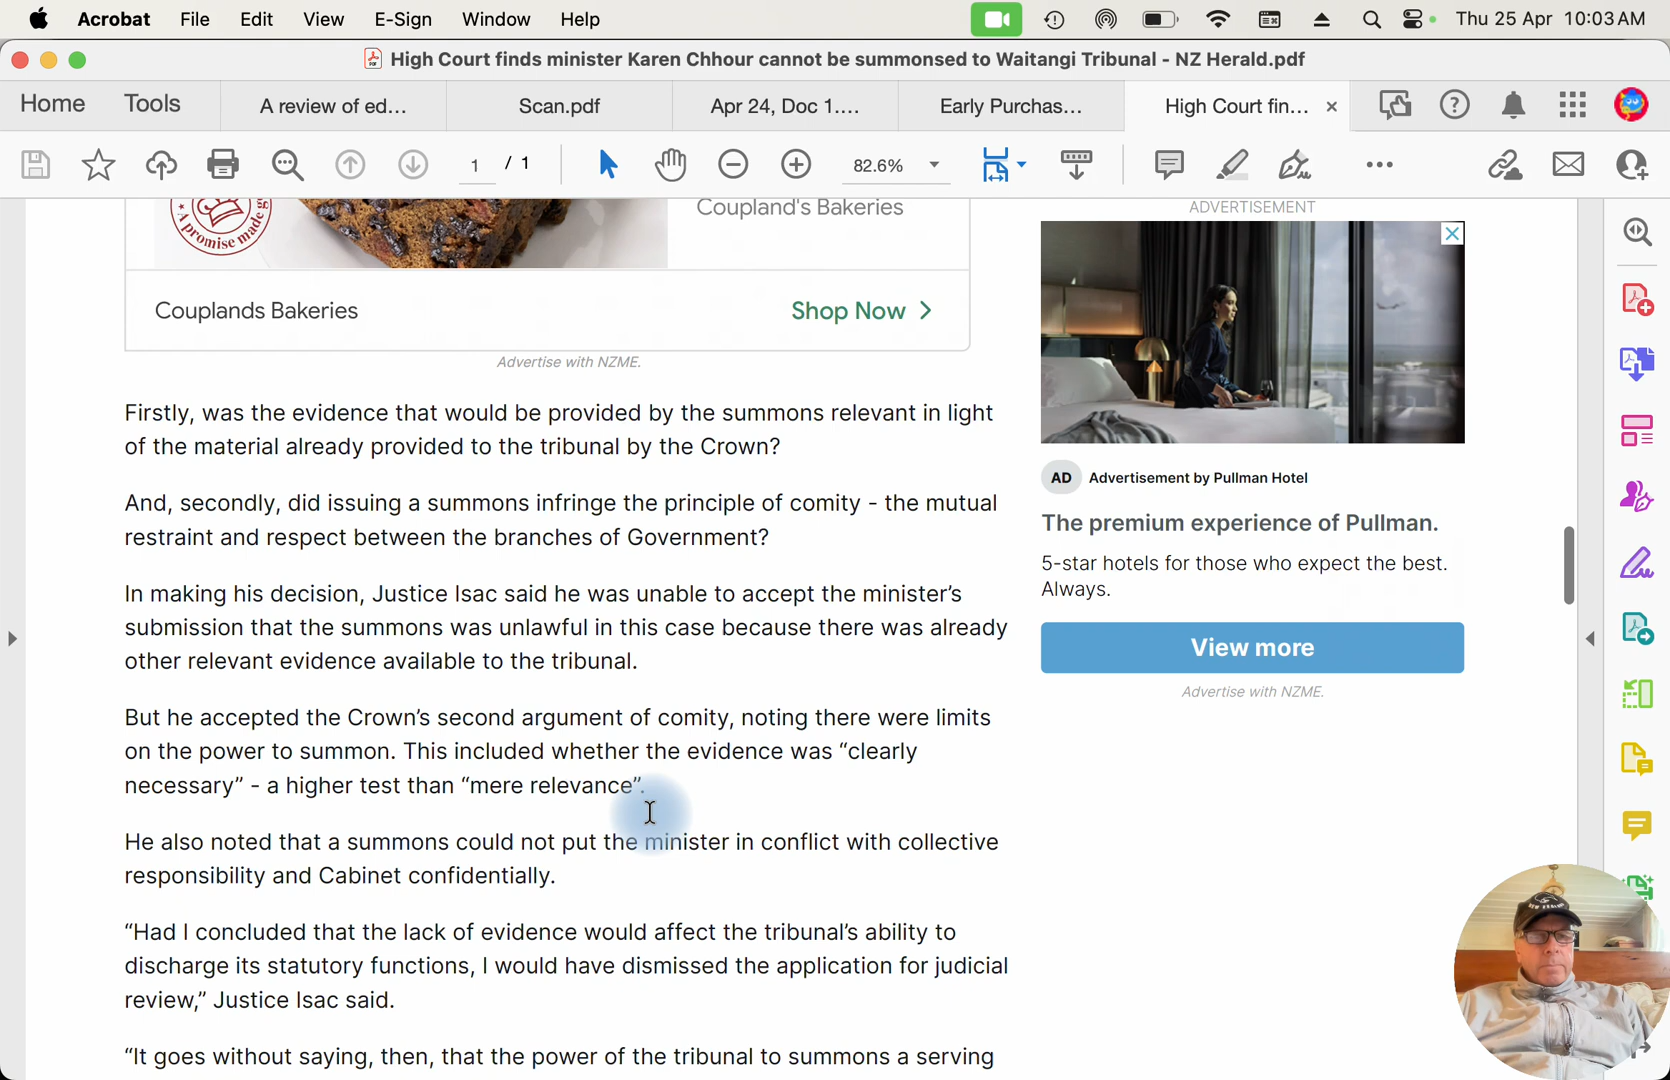 Acrobat File Edit View E-Sign Window Help Thu 25 Apr 10:03 AM
High Court finds minister Karen Chhour cannot be summonsed to Waitangi Tribunal - NZ Herald.pdf
Home Tools A review of ed... Scan.pdf Apr 24, Doc 1.... Early Purchas... High Court fin...
1 / 1 82.6%
A promise made
Coupland's Bakeries
Couplands Bakeries Shop Now
Advertise with NZME.
Firstly, was the evidence that would be provided by the summons relevant in light
of the material already provided to the tribunal by the Crown?
And, secondly, did issuing a summons infringe the principle of comity - the mutual
restraint and respect between the branches of Government?
In making his decision, Justice Isac said he was unable to accept the minister’s
submission that the summons was unlawful in this case because there was already
other relevant evidence available to the tribunal.
But he accepted the Crown’s second argument of comity, noting there were limits
on the power to summon. This included whether the evidence was “clearly
necessary” - a higher test than “mere relevance”.
He also noted that a summons could not put the minister in conflict with collective
responsibility and Cabinet confidentially.
“Had I concluded that the lack of evidence would affect the tribunal’s ability to
discharge its statutory functions, I would have dismissed the application for judicial
review,” Justice Isac said.
“It goes without saying, then, that the power of the tribunal to summons a serving
ADVERTISEMENT
AD Advertisement by Pullman Hotel
The premium experience of Pullman.
5-star hotels for those who expect the best.
Always.
View more
Advertise with NZME.